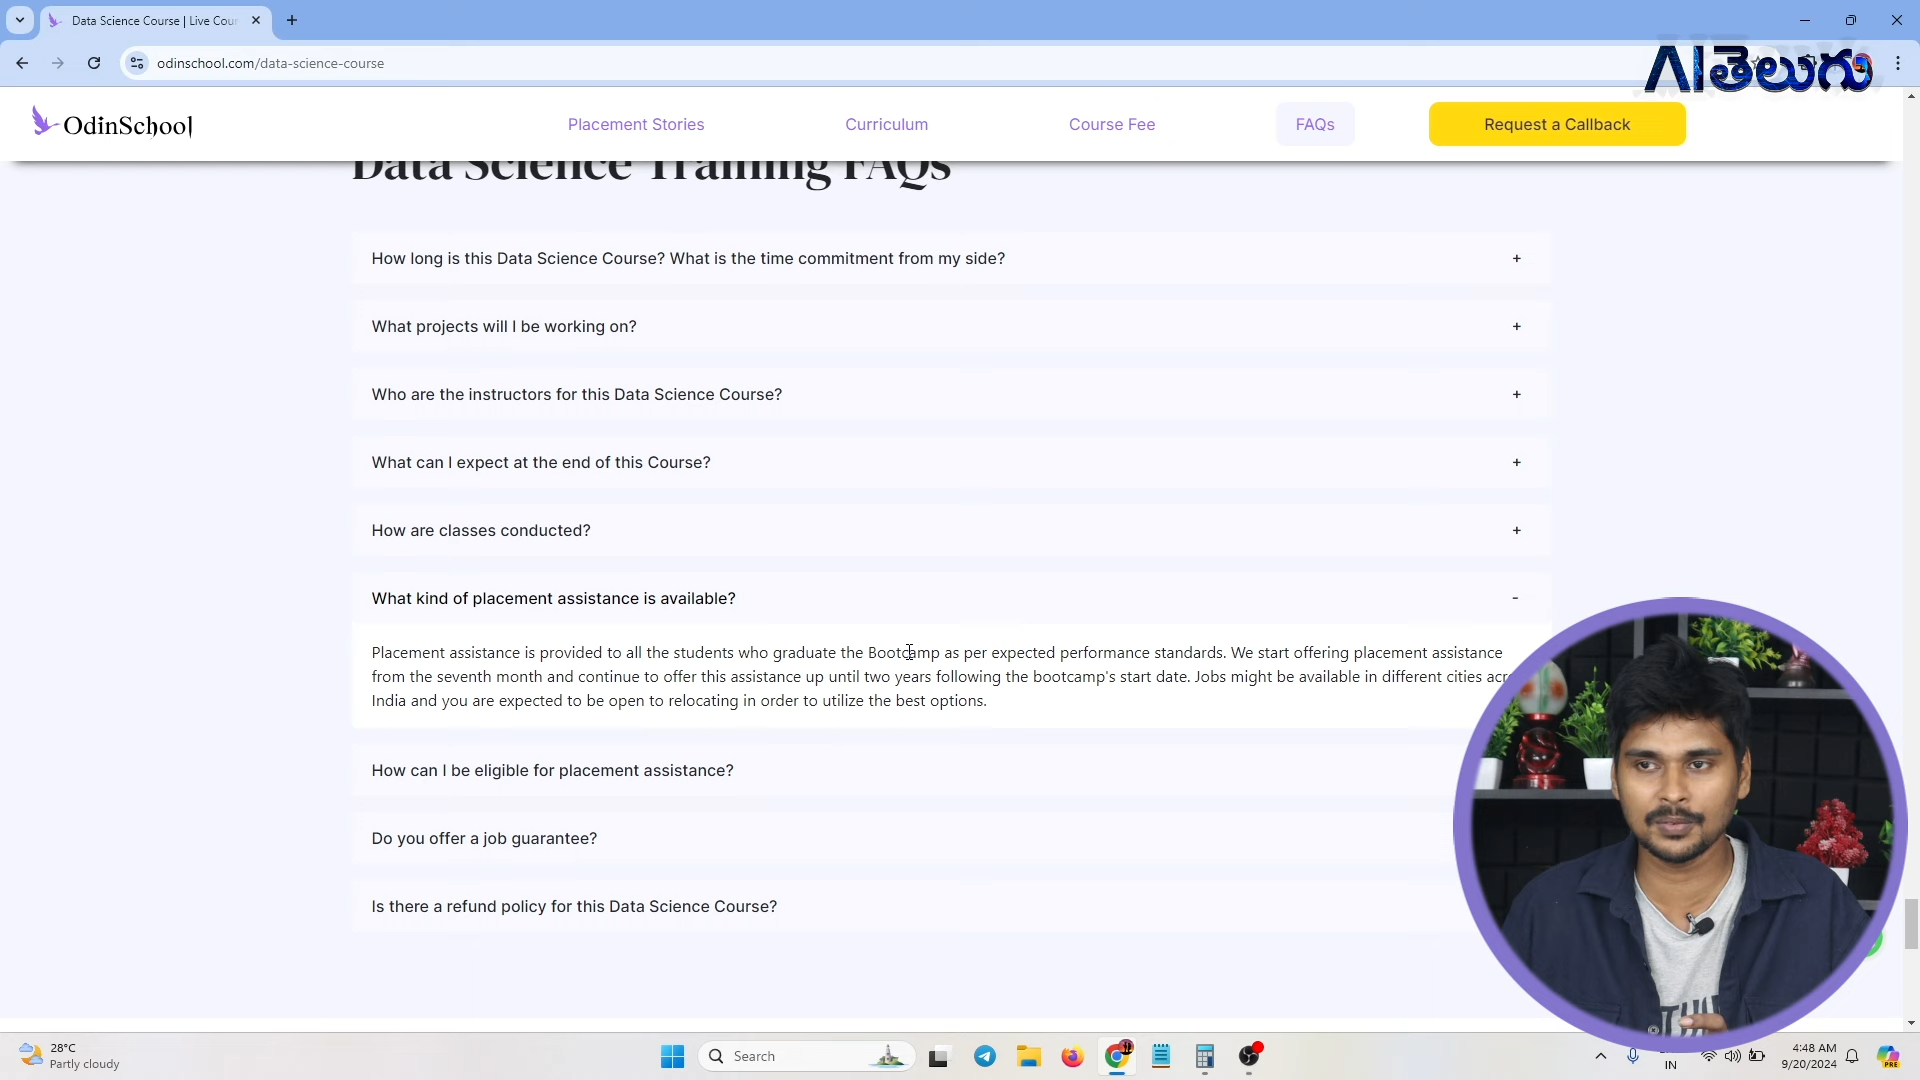 Data Science Course | Live Cour
odinschool.com/data-science-course
AIతెలుగు
OdinSchool
Placement Stories
Curriculum
Course Fee
FAQs
Request a Callback
Data Science Training FAQs
How long is this Data Science Course? What is the time commitment from my side?
+
What projects will I be working on?
+
Who are the instructors for this Data Science Course?
+
What can I expect at the end of this Course?
+
How are classes conducted?
+
What kind of placement assistance is available?
-
Placement assistance is provided to all the students who graduate the Bootcamp as per expected performance standards. We start offering placement assistance
from the seventh month and continue to offer this assistance up until two years following the bootcamp's start date. Jobs might be available in different cities acr
India and you are expected to be open to relocating in order to utilize the best options.
How can I be eligible for placement assistance?
Do you offer a job guarantee?
Is there a refund policy for this Data Science Course?
28°C
Partly cloudy
Search
IN
4:48 AM
9/20/2024
PRE